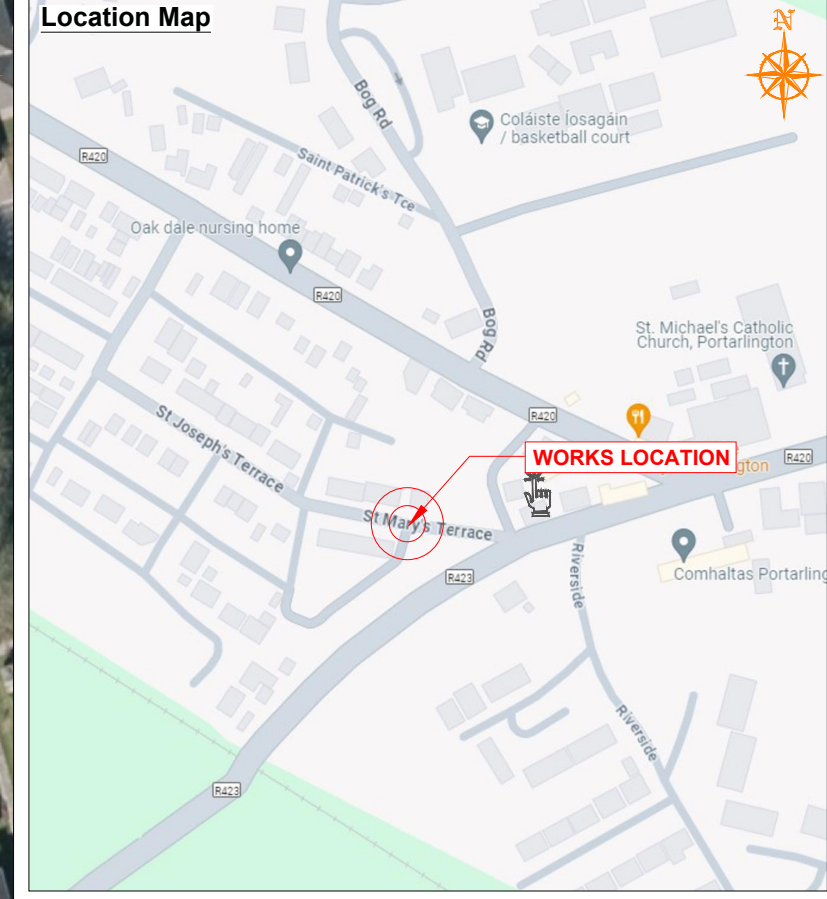 Location Map
N
Bog Rd
Coláiste Íosagáin
/ basketball court
R420
Saint Patrick's Tce
Oak dale nursing home
R420
Bog Rd
St. Michael's Catholic
Church, Portarlington
R420
WORKS LOCATION
gton
R420
St Joseph's Terrace
St Mary's Terrace
R423
Riverside
Comhaltas Portarling
Riverside
R423